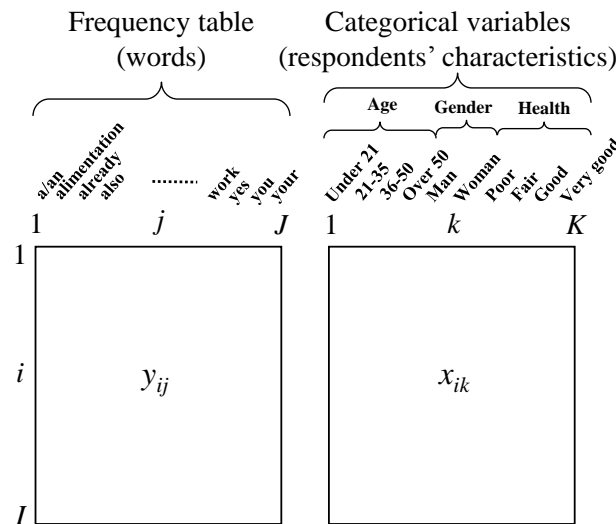 Frequency table
(words)
Categorical variables
(respondents’ characteristics)
Age Gender Health
a/an
alimentation
already
also
........
work
yes
you
your
Under 21
21-35
36-50
Over 50
Man
Woman
Poor
Fair
Good
Very good
1 j J
1 k K
1
i
I
y_{ij}
x_{ik}